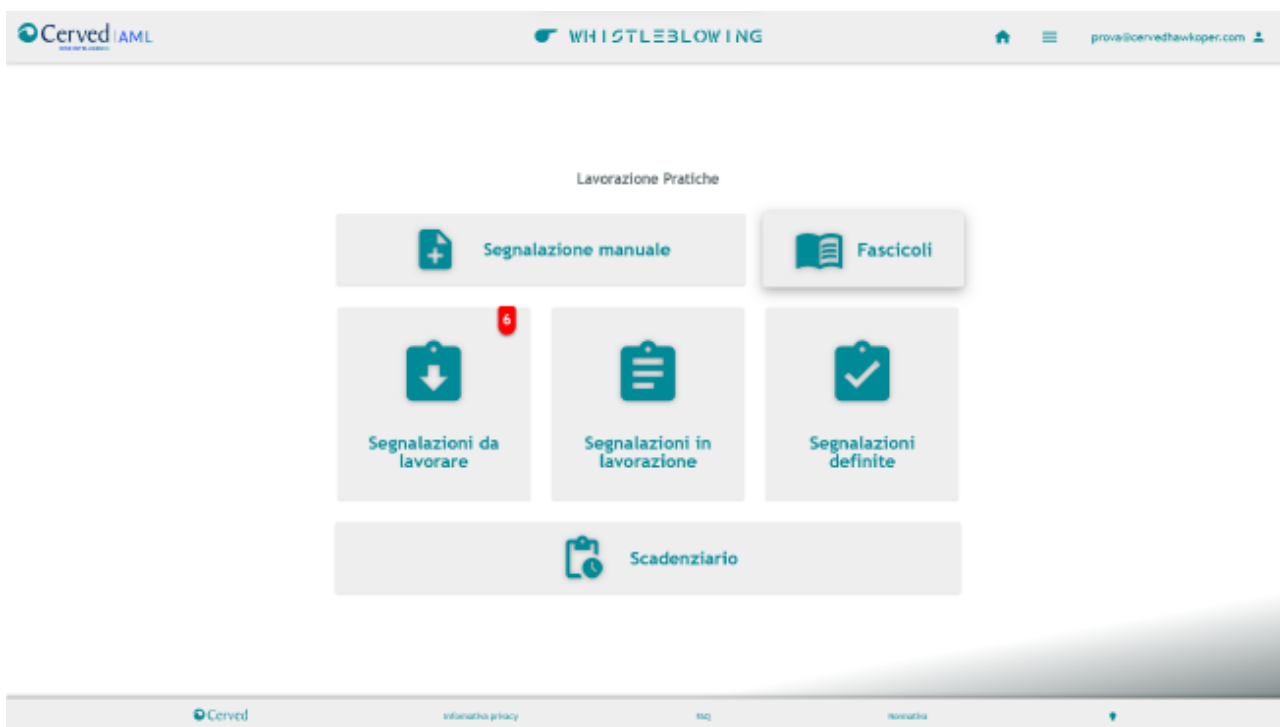 Cerved AML
WHISTLEBLOWING
prova@cervedhawkoper.com
Lavorazione Pratiche
Segnalazione manuale
Fascicoli
6
Segnalazioni da
lavorare
Segnalazioni in
lavorazione
Segnalazioni
definite
Scadenziario
Cerved
Informativa privacy
FAQ
Normativa